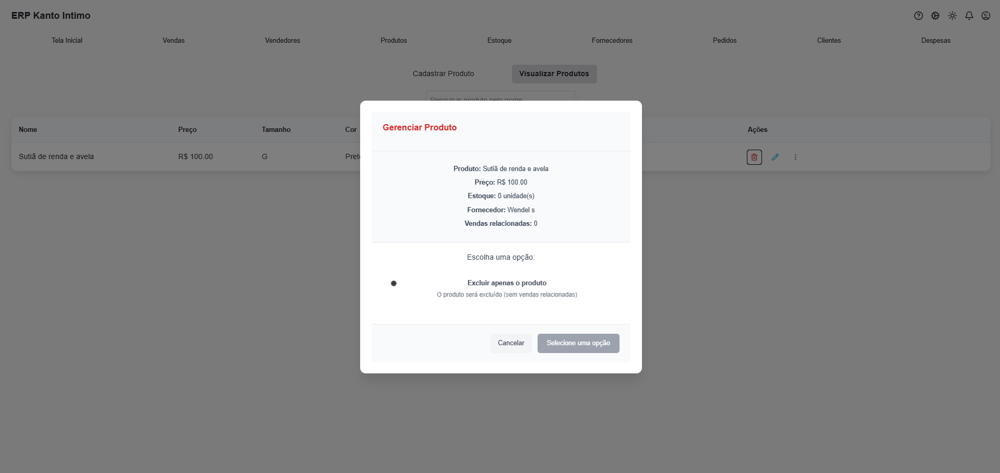 ERP Kanto Intimo
Tela Inicial Vendas Vendedores Produtos Estoque Fornecedores Pedidos Clientes Despesas
Cadastrar Produto Visualizar Produtos
Pesquisar produto pelo nome
Nome Preço Tamanho Cor Ações
Sutiã de renda e avela R$ 100.00 G
Gerenciar Produto
Produto: Sutiã de renda e avela
Preço: R$ 100.00
Estoque: 0 unidade(s)
Fornecedor: Wendel s
Vendas relacionadas: 0
Escolha uma opção:
Excluir apenas o produto
O produto será excluído (sem vendas relacionadas)
Cancelar Selecione uma opção